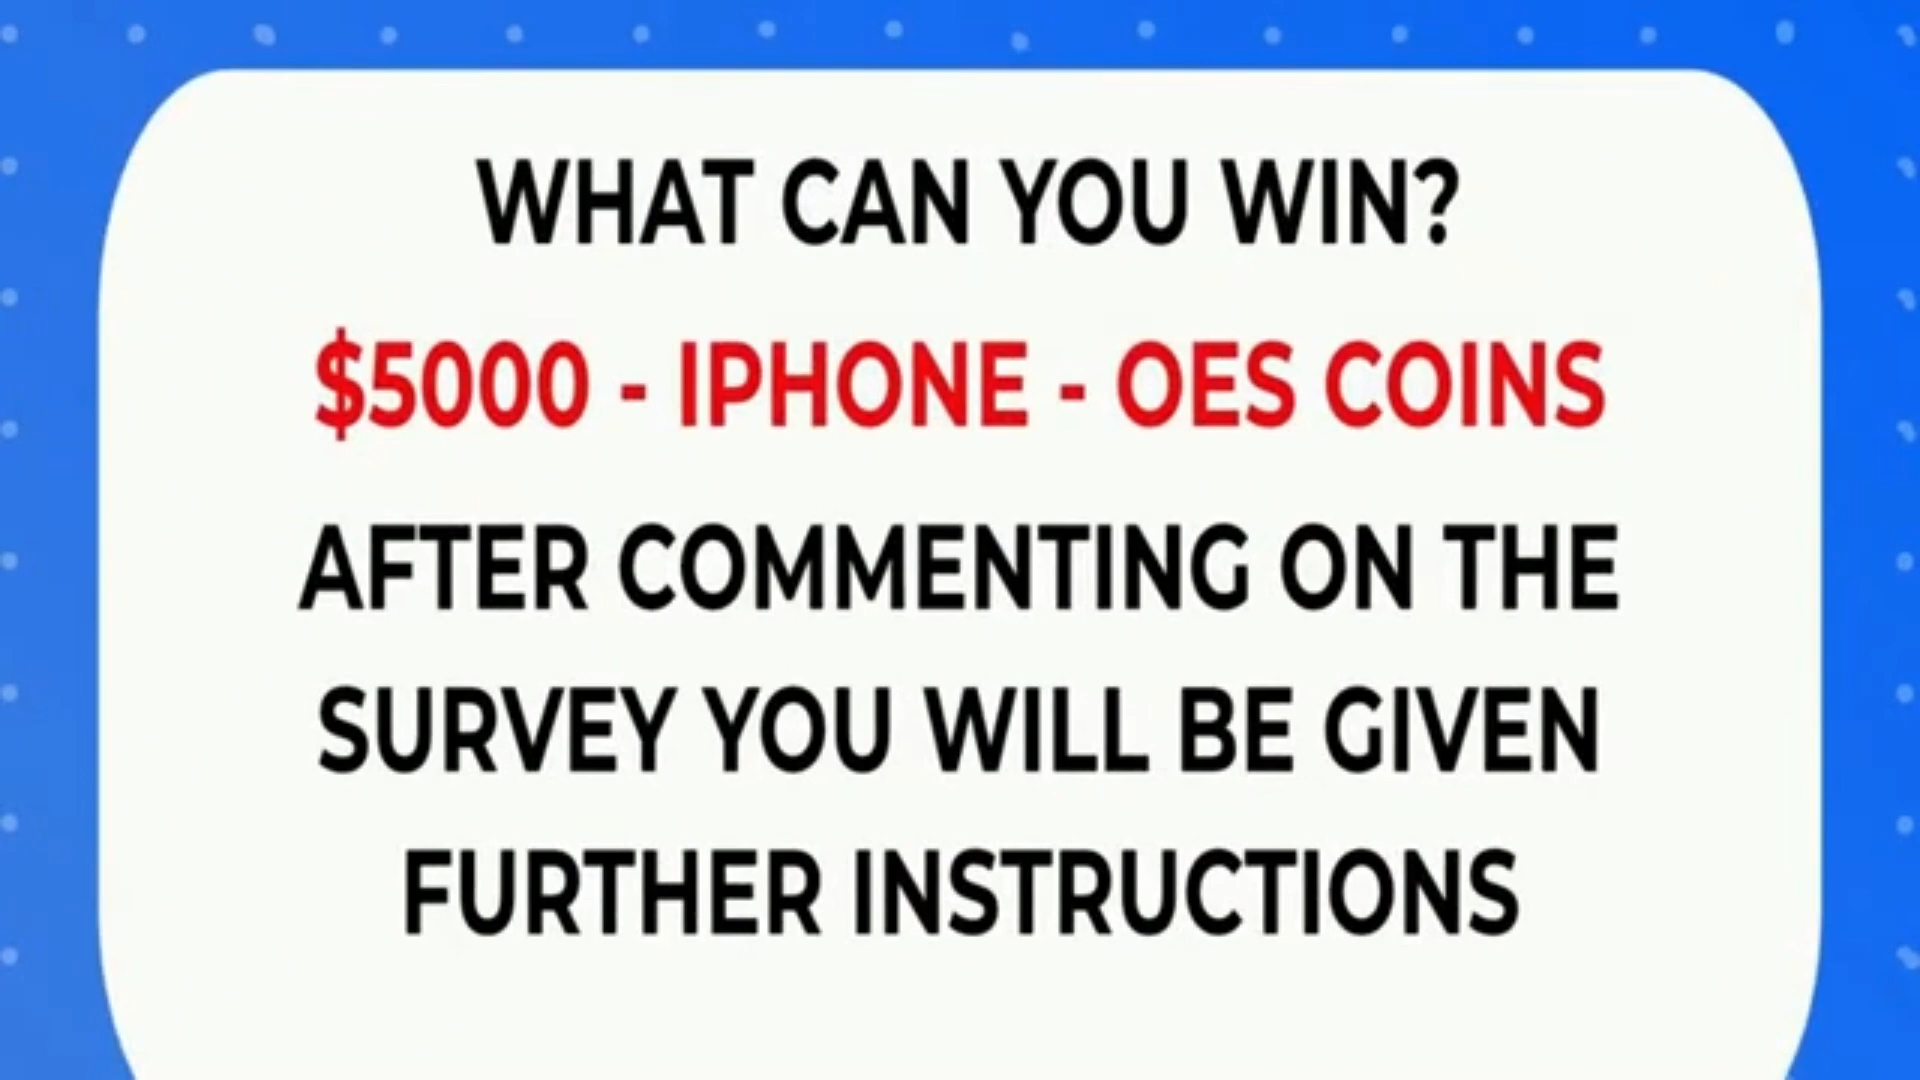 WHAT CAN YOU WIN?
$5000 - IPHONE - OES COINS
AFTER COMMENTING ON THE
SURVEY YOU WILL BE GIVEN
FURTHER INSTRUCTIONS